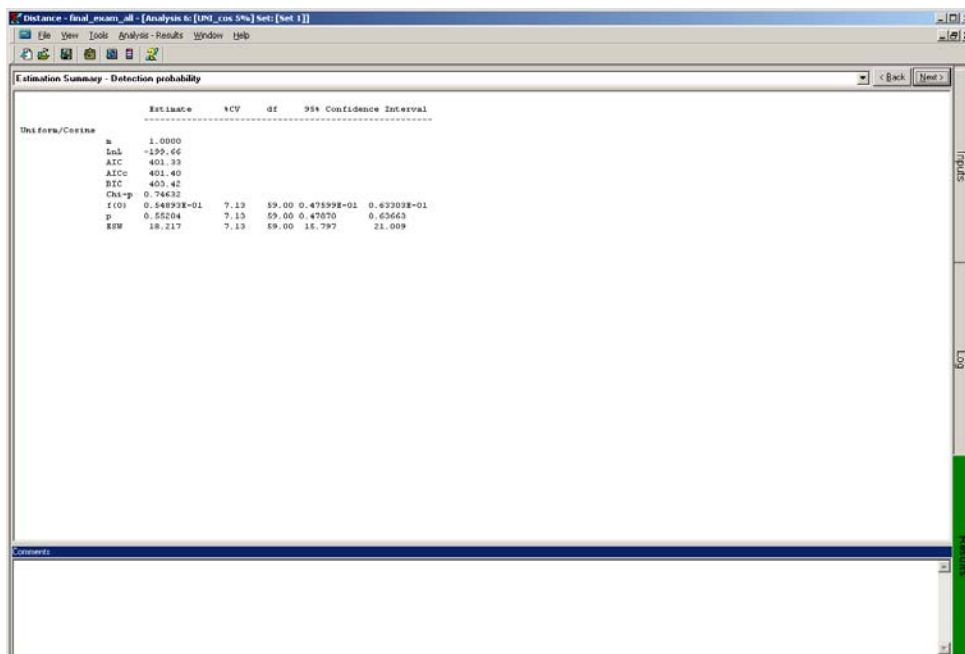 Distance - final_exam_all - [Analysis 6: [UNI_cos 5%] Set: [Set 1]]
File View Tools Analysis - Results Window Help
Estimation Summary - Detection probability
< Back Next >
Estimate %CV df 95% Confidence Interval
Uniform/Cosine
m 1.0000
LnL -199.66
AIC 401.33
AICc 401.40
BIC 403.42
Chi-p 0.74632
f(0) 0.54893E-01 7.13 59.00 0.47599E-01 0.63303E-01
p 0.55204 7.13 59.00 0.47870 0.63663
ESW 18.217 7.13 59.00 15.797 21.009
Inputs
Log
Results
Comments